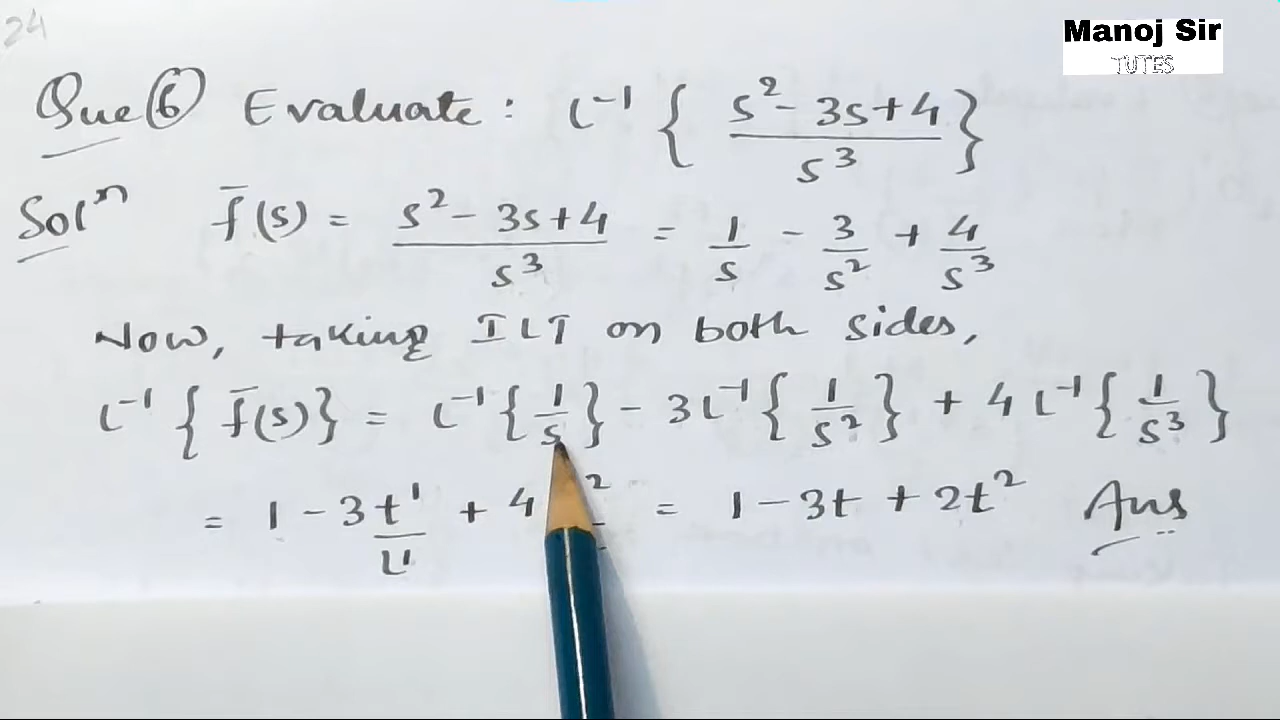 24
Manoj Sir
TUTES
Que 6 Evaluate : L⁻¹ { (s² - 3s + 4) / s³ }
Solⁿ f̄(s) = (s² - 3s + 4) / s³ = 1/s - 3/s² + 4/s³
Now, taking ILT on both sides,
L⁻¹ { f̄(s) } = L⁻¹ { 1/s } - 3 L⁻¹ { 1/s² } + 4 L⁻¹ { 1/s³ }
= 1 - 3 t¹/∟1 + 4 ² = 1 - 3t + 2t² Ans